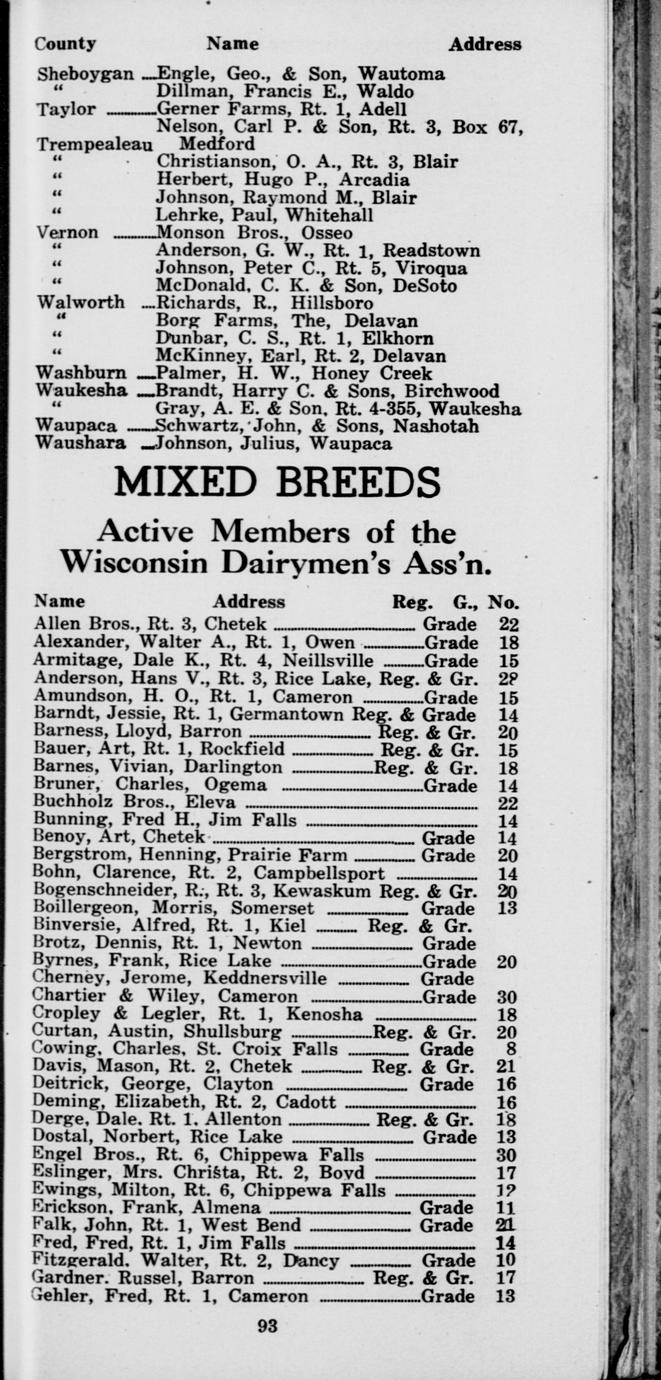 County Name Address
Sheboygan Engle, Geo., & Son, Wautoma
" Dillman, Francis E., Waldo
Taylor Gerner Farms, Rt. 1, Adell
Nelson, Carl P. & Son, Rt. 3, Box 67,
Trempealeau Medford
" Christianson, O. A., Rt. 3, Blair
" Herbert, Hugo P., Arcadia
" Johnson, Raymond M., Blair
" Lehrke, Paul, Whitehall
Vernon Monson Bros., Osseo
" Anderson, G. W., Rt. 1, Readstown
" Johnson, Peter C., Rt. 5, Viroqua
" McDonald, C. K. & Son, DeSoto
Walworth Richards, R., Hillsboro
" Borg Farms, The, Delavan
" Dunbar, C. S., Rt. 1, Elkhorn
" McKinney, Earl, Rt. 2, Delavan
Washburn Palmer, H. W., Honey Creek
Waukesha Brandt, Harry C. & Sons, Birchwood
" Gray, A. E. & Son, Rt. 4-355, Waukesha
Waupaca Schwartz, John, & Sons, Nashotah
Waushara Johnson, Julius, Waupaca
MIXED BREEDS
Active Members of the
Wisconsin Dairymen's Ass'n.
Name Address Reg. G., No.
Allen Bros., Rt. 3, Chetek Grade 22
Alexander, Walter A., Rt. 1, Owen Grade 18
Armitage, Dale K., Rt. 4, Neillsville Grade 15
Anderson, Hans V., Rt. 3, Rice Lake, Reg. & Gr.
Amundson, H. O., Rt. 1, Cameron Grade 15
Barndt, Jessie, Rt. 1, Germantown Reg. & Grade 14
Barness, Lloyd, Barron Reg. & Gr. 20
Bauer, Art, Rt. 1, Rockfield Reg. & Gr. 15
Barnes, Vivian, Darlington Reg. & Gr. 18
Bruner, Charles, Ogema Grade 14
Buchholz Bros., Eleva 22
Bunning, Fred H., Jim Falls 14
Benoy, Art, Chetek Grade 14
Bergstrom, Henning, Prairie Farm Grade 20
Bohn, Clarence, Rt. 2, Campbellsport 14
Bogenschneider, R., Rt. 3, Kewaskum Reg. & Gr. 20
Boillergeon, Morris, Somerset Grade 13
Binversie, Alfred, Rt. 1, Kiel Reg. & Gr.
Brotz, Dennis, Rt. 1, Newton Grade
Byrnes, Frank, Rice Lake Grade 20
Cherney, Jerome, Keddnersville Grade
Chartier & Wiley, Cameron Grade 30
Cropley & Legler, Rt. 1, Kenosha 18
Curtan, Austin, Shullsburg Reg. & Gr. 20
Cowing, Charles, St. Croix Falls Grade 8
Davis, Mason, Rt. 2, Chetek Reg. & Gr. 21
Deitrick, George, Clayton Grade 16
Deming, Elizabeth, Rt. 2, Cadott 16
Derge, Dale, Rt. 1, Allenton Reg. & Gr. 18
Dostal, Norbert, Rice Lake Grade 13
Engel Bros., Rt. 6, Chippewa Falls 30
Eslinger, Mrs. Christa, Rt. 2, Boyd 17
Ewings, Milton, Rt. 6, Chippewa Falls
Erickson, Frank, Almena Grade 11
Falk, John, Rt. 1, West Bend Grade 21
Fred, Fred, Rt. 1, Jim Falls 14
Fitzgerald, Walter, Rt. 2, Dancy Grade 10
Gardner, Russel, Barron Reg. & Gr. 17
Gehler, Fred, Rt. 1, Cameron Grade 13
93